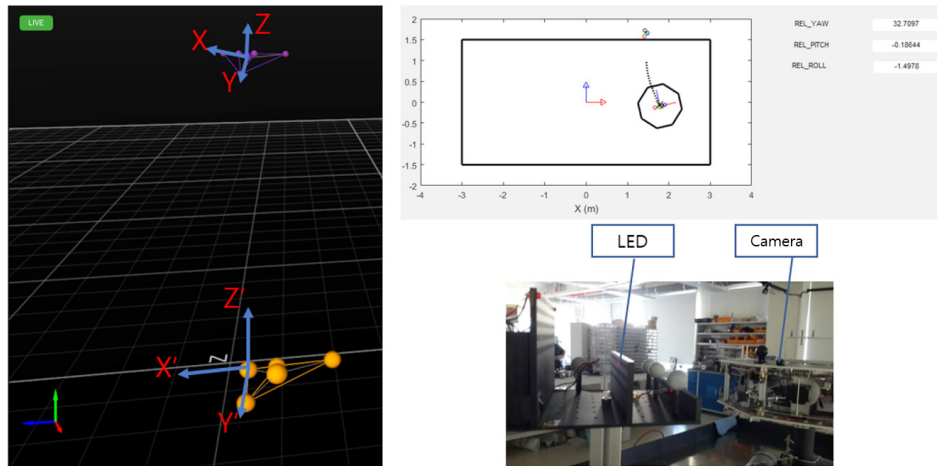 LIVE
Z
X
Y
Z'
X'
Z
Y'
2
1.5
1
0.5
0
-0.5
-1
-1.5
-2
-4 -3 -2 -1 0 1 2 3 4
X (m)
REL_YAW 32.7097
REL_PITCH -0.18644
REL_ROLL -1.4978
LED
Camera